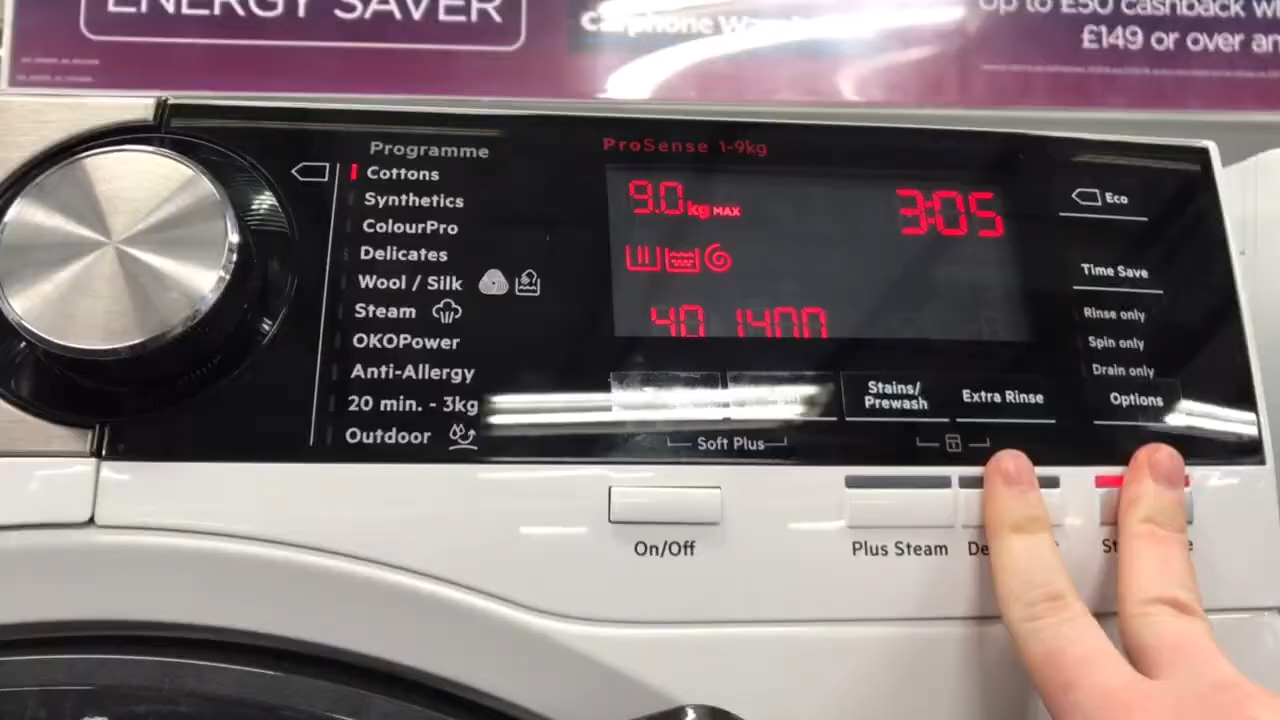 ENERGY SAVER
Carphone
Up to £50 cashback
£149 or over
ProSense 1-9kg
Programme
Cottons
Synthetics
ColourPro
Delicates
Wool / Silk
Steam
OKOPower
Anti-Allergy
20 min. - 3kg
Outdoor
9.0 kg MAX
3:05
40 1400
Eco
Time Save
Rinse only
Spin only
Drain only
Options
Stains/
Prewash
Extra Rinse
Soft Plus
On/Off
Plus Steam